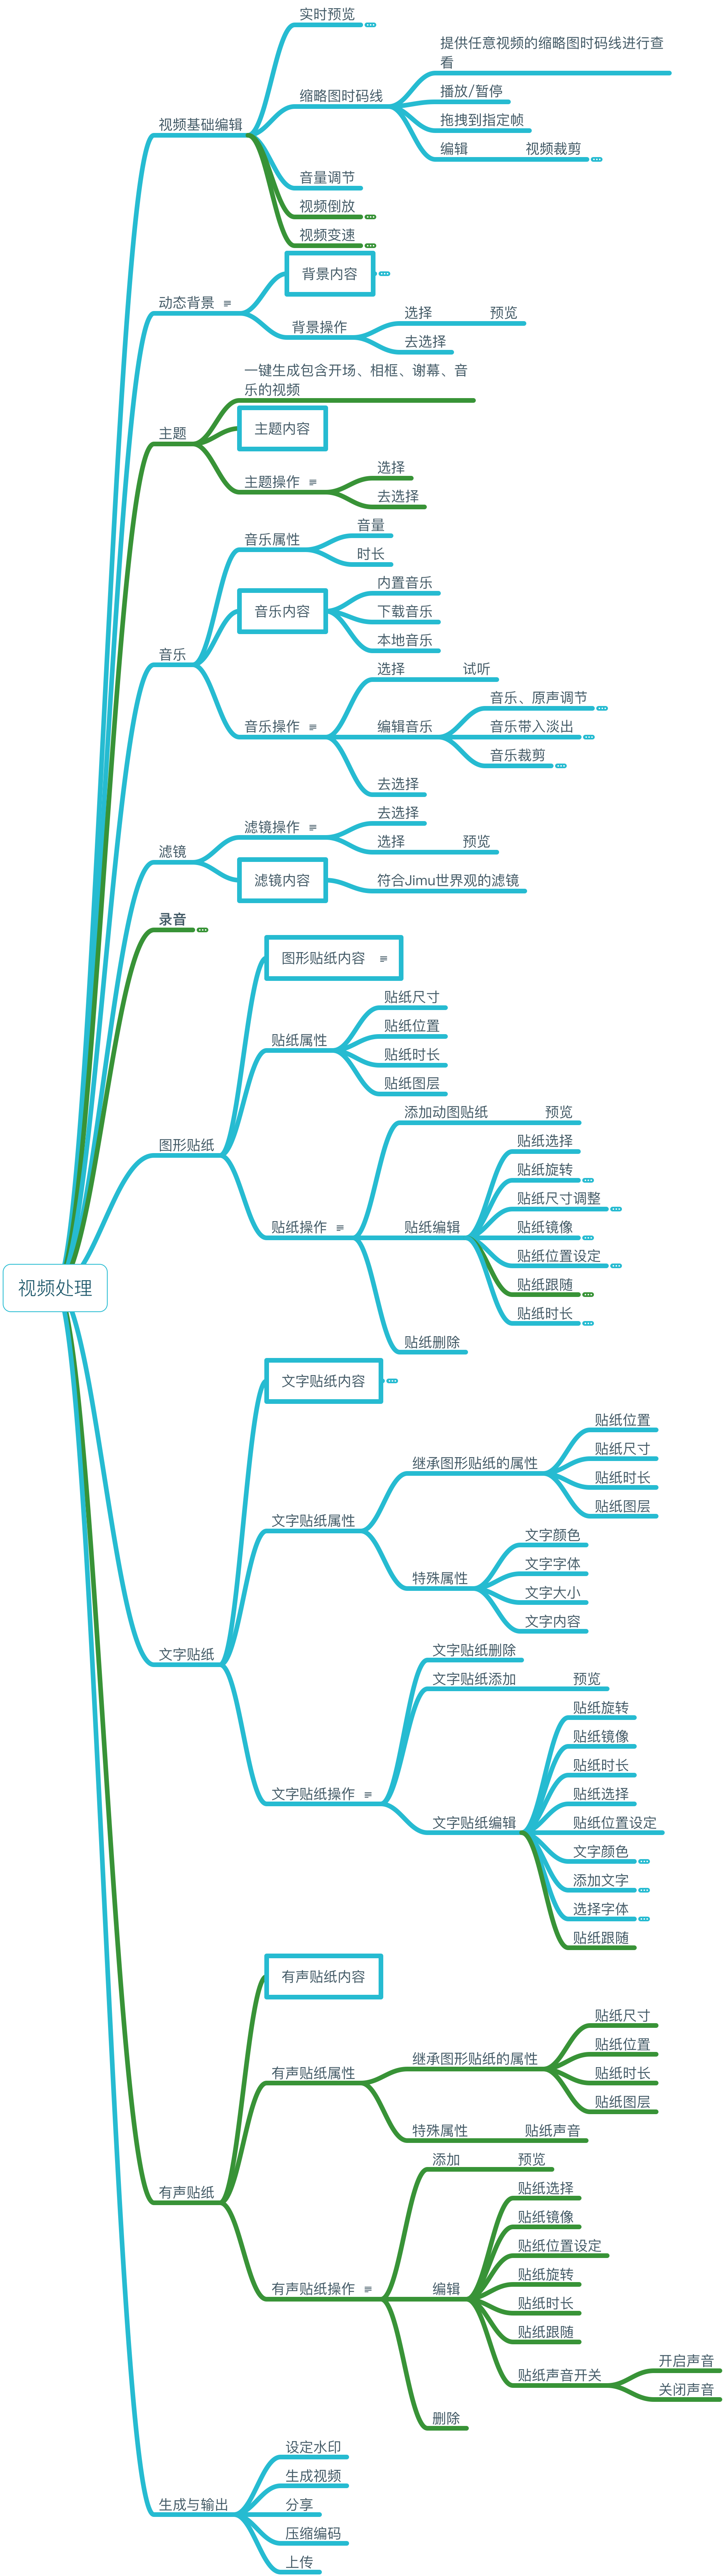 实时预览
提供任意视频的缩略图时码线进行查
看
缩略图时码线
播放/暂停
拖拽到指定帧
视频基础编辑
编辑
视频裁剪
音量调节
视频倒放
视频变速
背景内容
动态背景
选择
预览
背景操作
去选择
一键生成包含开场、相框、谢幕、音
乐的视频
主题
主题内容
选择
主题操作
去选择
音量
音乐属性
时长
内置音乐
音乐内容
下载音乐
本地音乐
音乐
选择
试听
音乐、原声调节
音乐操作
编辑音乐
音乐带入淡出
音乐裁剪
去选择
去选择
滤镜操作
选择
预览
滤镜
滤镜内容
符合Jimu世界观的滤镜
录音
图形贴纸内容
贴纸尺寸
贴纸位置
贴纸属性
贴纸时长
贴纸图层
添加动图贴纸
预览
图形贴纸
贴纸选择
贴纸旋转
贴纸尺寸调整
贴纸操作
贴纸编辑
贴纸镜像
贴纸位置设定
视频处理
贴纸跟随
贴纸时长
贴纸删除
文字贴纸内容
贴纸位置
继承图形贴纸的属性
贴纸尺寸
贴纸时长
贴纸图层
文字贴纸属性
文字颜色
文字字体
特殊属性
文字大小
文字内容
文字贴纸
文字贴纸删除
文字贴纸添加
预览
贴纸旋转
贴纸镜像
贴纸时长
文字贴纸操作
贴纸选择
文字贴纸编辑
贴纸位置设定
文字颜色
添加文字
选择字体
贴纸跟随
有声贴纸内容
贴纸尺寸
贴纸位置
继承图形贴纸的属性
有声贴纸属性
贴纸时长
贴纸图层
特殊属性
贴纸声音
添加
预览
有声贴纸
贴纸选择
贴纸镜像
贴纸位置设定
贴纸旋转
有声贴纸操作
编辑
贴纸时长
贴纸跟随
开启声音
贴纸声音开关
关闭声音
删除
设定水印
生成视频
生成与输出
分享
压缩编码
上传